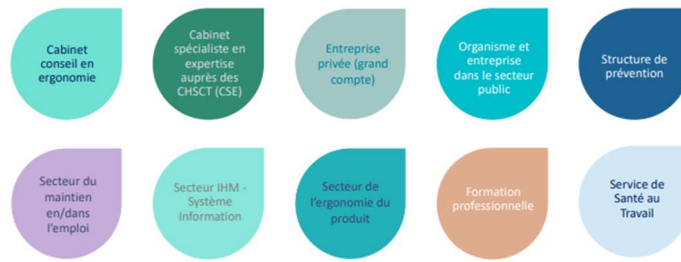 Cabinet
conseil en
ergonomie
Cabinet
spécialiste en
expertise
auprès des
CHSCT (CSE)
Entreprise
privée (grand
compte)
Organisme et
entreprise
dans le secteur
public
Structure de
prévention
Secteur du
maintien
en/dans
l'emploi
Secteur IHM -
Système
Information
Secteur de
l'ergonomie du
produit
Formation
professionnelle
Service de
Santé au
Travail